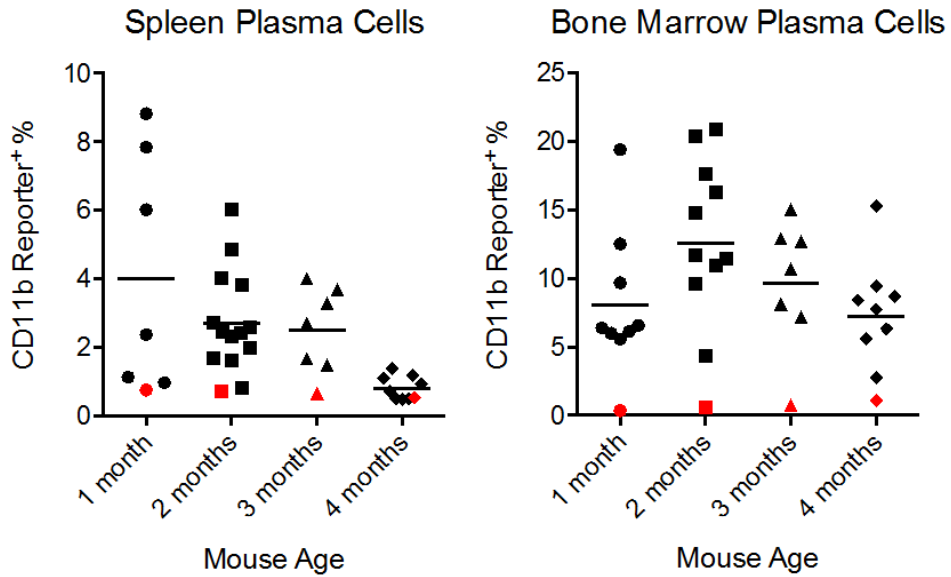 Spleen Plasma Cells
CD11b Reporter⁺ %
10
8
6
4
2
0
1 month
2 months
3 months
4 months
Mouse Age
Bone Marrow Plasma Cells
CD11b Reporter⁺ %
25
20
15
10
5
0
1 month
2 months
3 months
4 months
Mouse Age